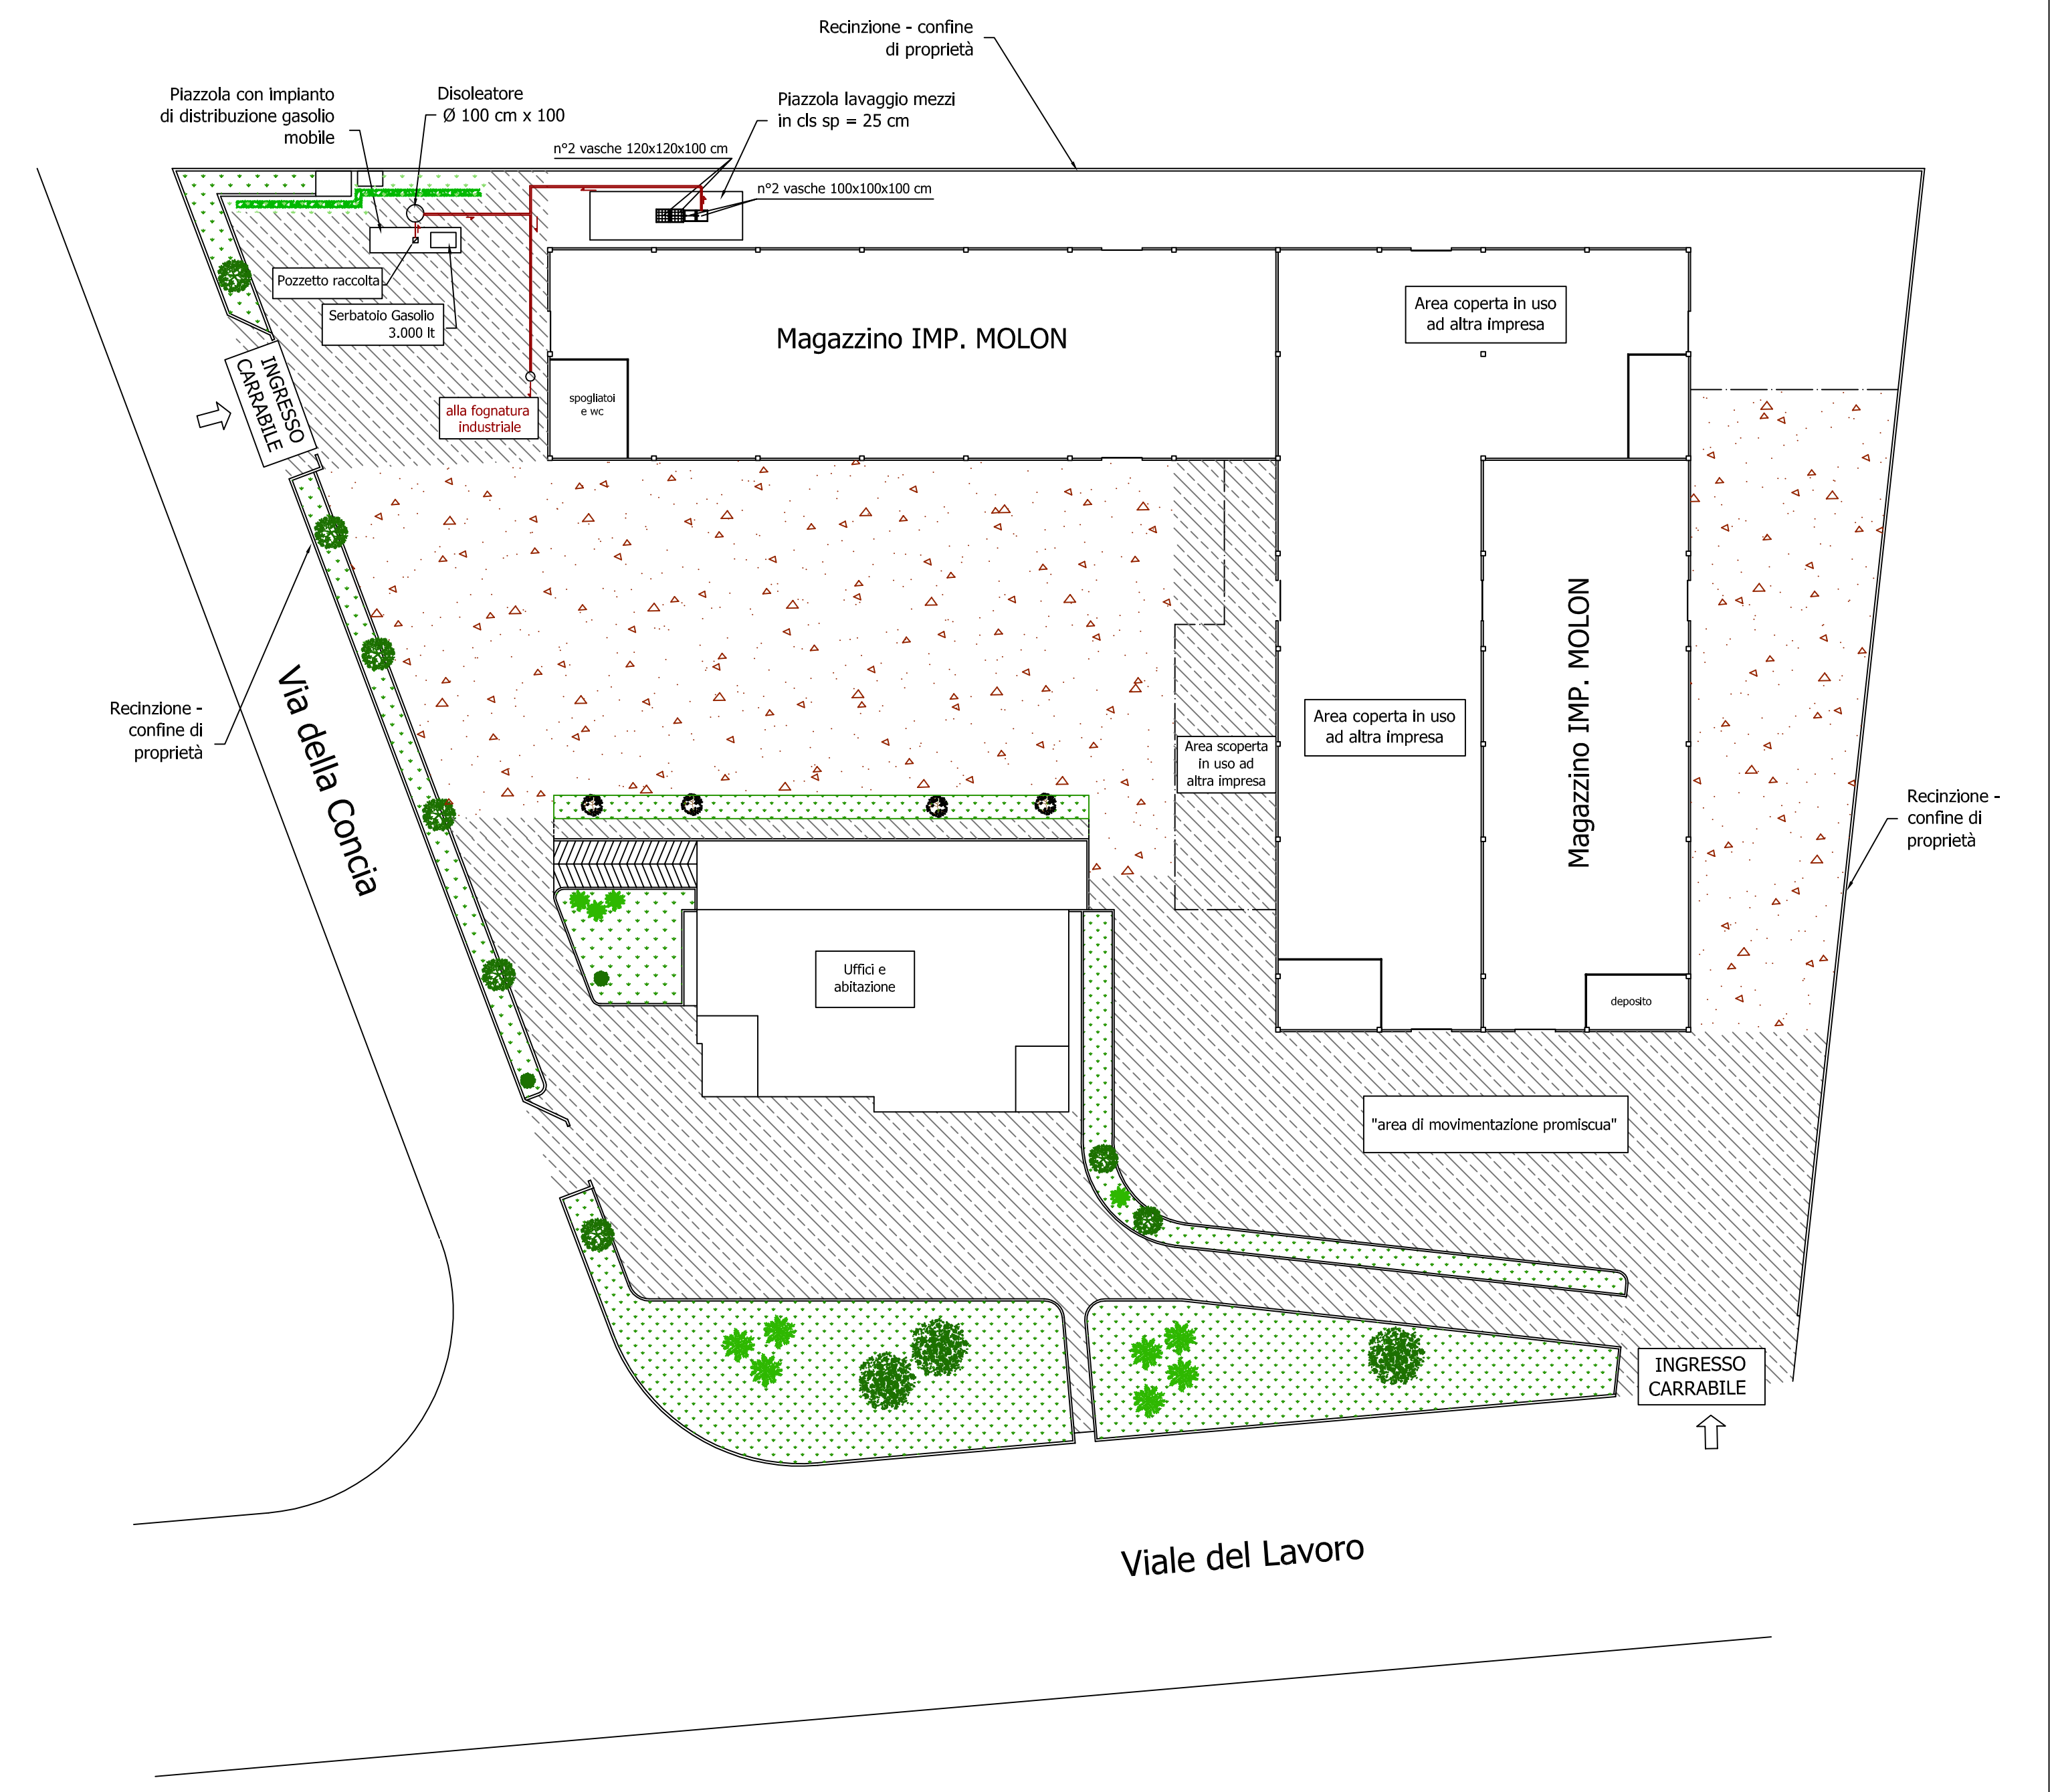 Recinzione - confine
di proprietà
Piazzola con impianto
di distribuzione gasolio
mobile
Disoleatore
Ø 100 cm x 100
Piazzola lavaggio mezzi
in cls sp = 25 cm
n°2 vasche 120x120x100 cm
n°2 vasche 100x100x100 cm
Pozzetto raccolta
Serbatoio Gasolio
3.000 lt
INGRESSO
CARRABILE
alla fognatura
industriale
spogliatoi
e wc
Magazzino IMP. MOLON
Area coperta in uso
ad altra impresa
Recinzione -
confine di
proprietà
Via della Concia
Area scoperta
in uso ad
altra impresa
Area coperta in uso
ad altra impresa
Magazzino IMP. MOLON
Recinzione -
confine di
proprietà
Uffici e
abitazione
deposito
"area di movimentazione promiscua"
INGRESSO
CARRABILE
Viale del Lavoro